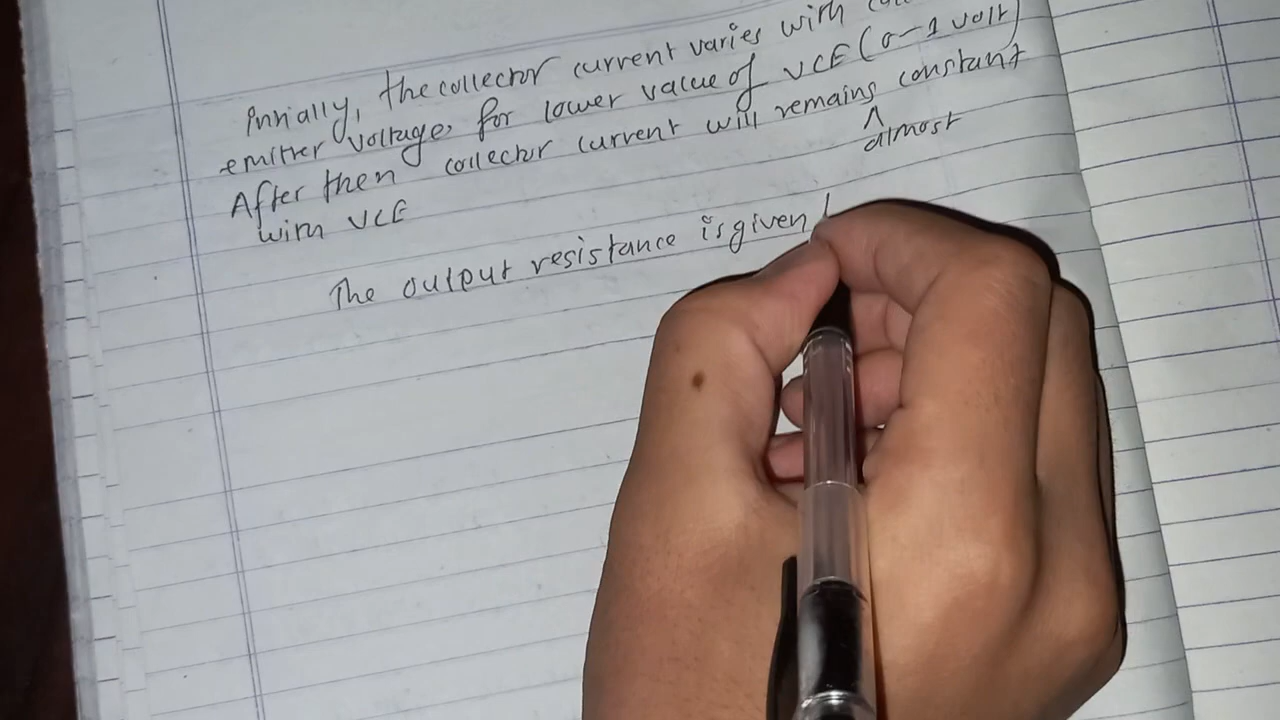 Initially, the collector current varies with
emitter voltage, for lower value of VCE (0-1 volt)
After then collector current will remains constant
almost
with VCE
The output resistance is given